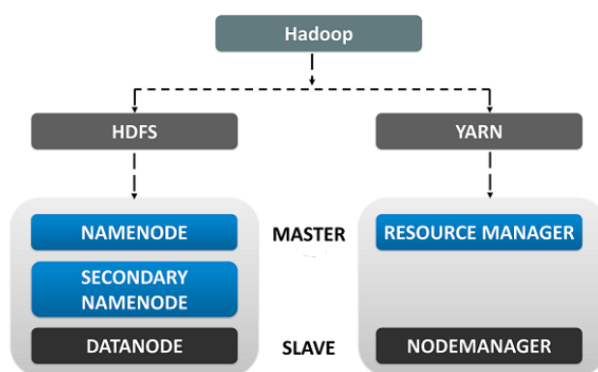 Hadoop
HDFS
YARN
NAMENODE
MASTER
RESOURCE MANAGER
SECONDARY
NAMENODE
DATANODE
SLAVE
NODEMANAGER